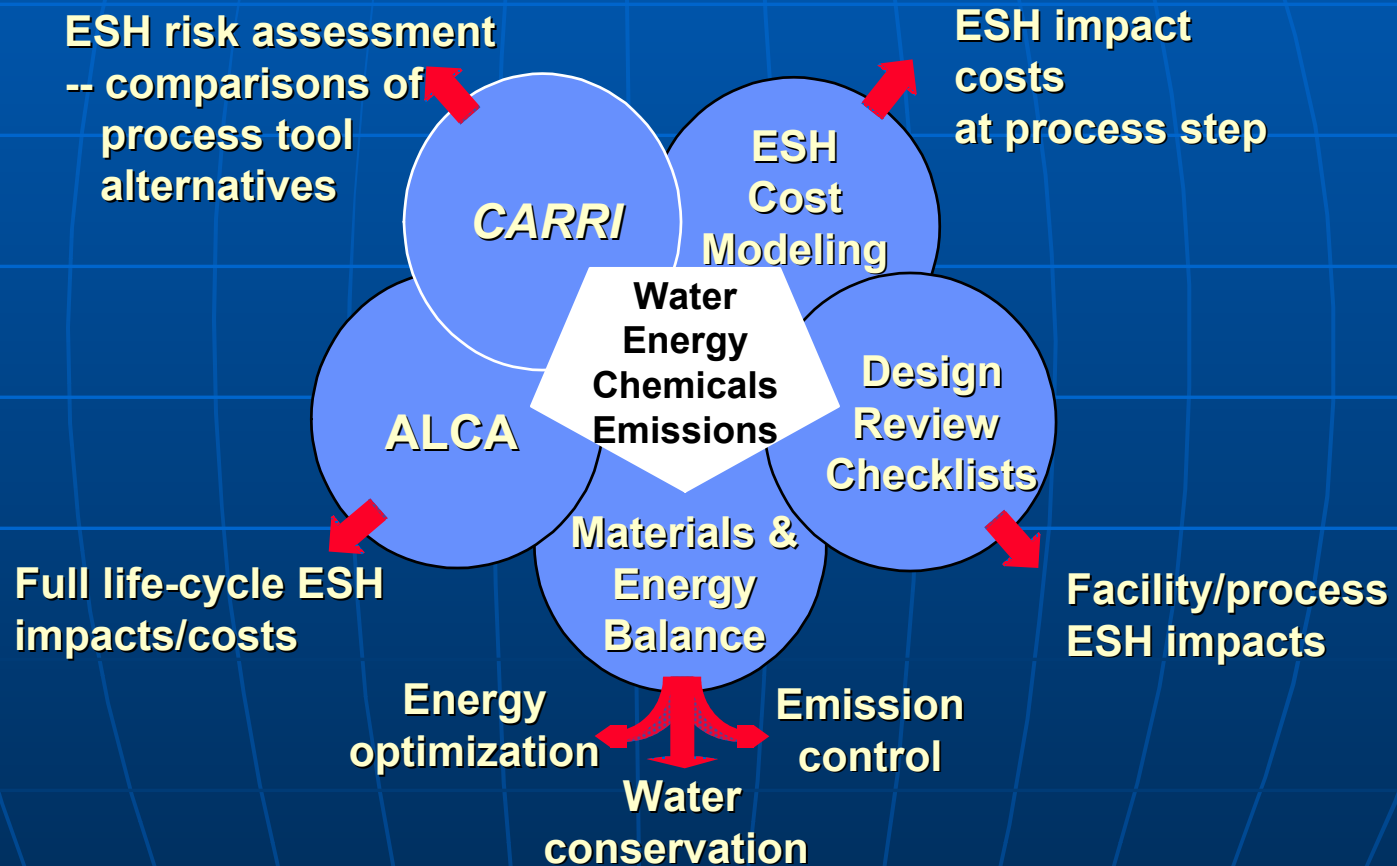 ESH risk assessment
-- comparisons of
process tool
alternatives
ESH impact
costs
at process step
CARRI
ESH
Cost
Modeling
Water
Energy
Chemicals
Emissions
ALCA
Design
Review
Checklists
Materials &
Energy
Balance
Full life-cycle ESH
impacts/costs
Facility/process
ESH impacts
Energy
optimization
Emission
control
Water
conservation